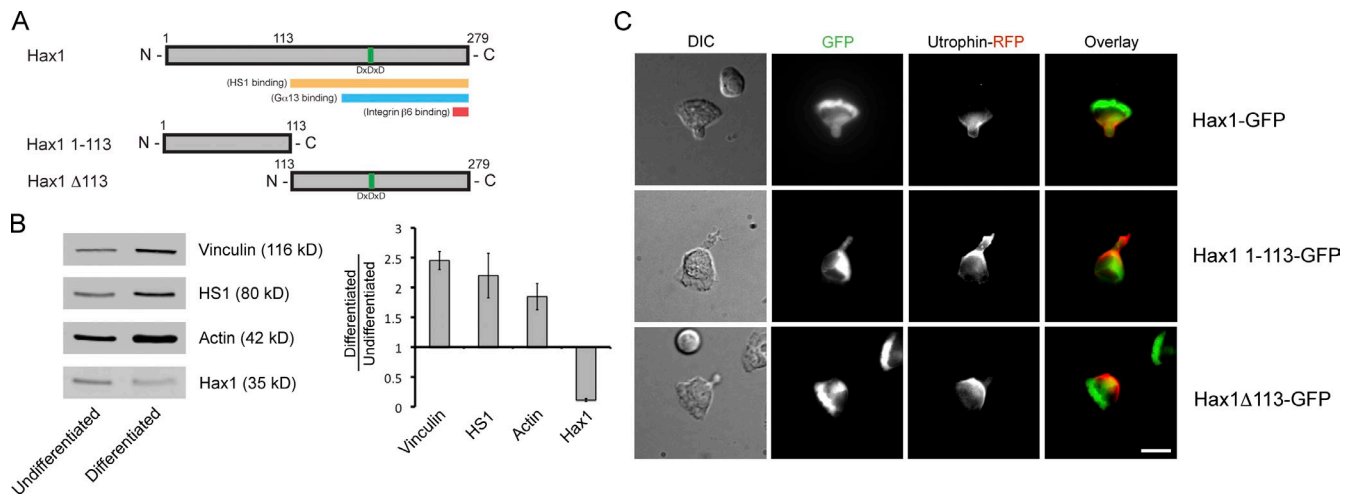 A
1 113 279
Hax1 N - - C
DxDxD
(HS1 binding)
(Gα13 binding)
(Integrin β6 binding)
1 113
Hax1 1-113 N - - C
113 279
Hax1 Δ113 N - - C
DxDxD
B
Vinculin (116 kD)
HS1 (80 kD)
Actin (42 kD)
Hax1 (35 kD)
Undifferentiated
Differentiated
Differentiated
Undifferentiated
3
2.5
2
1.5
1
0.5
0
Vinculin
HS1
Actin
Hax1
C
DIC GFP Utrophin-RFP Overlay
Hax1-GFP
Hax1 1-113-GFP
Hax1Δ113-GFP